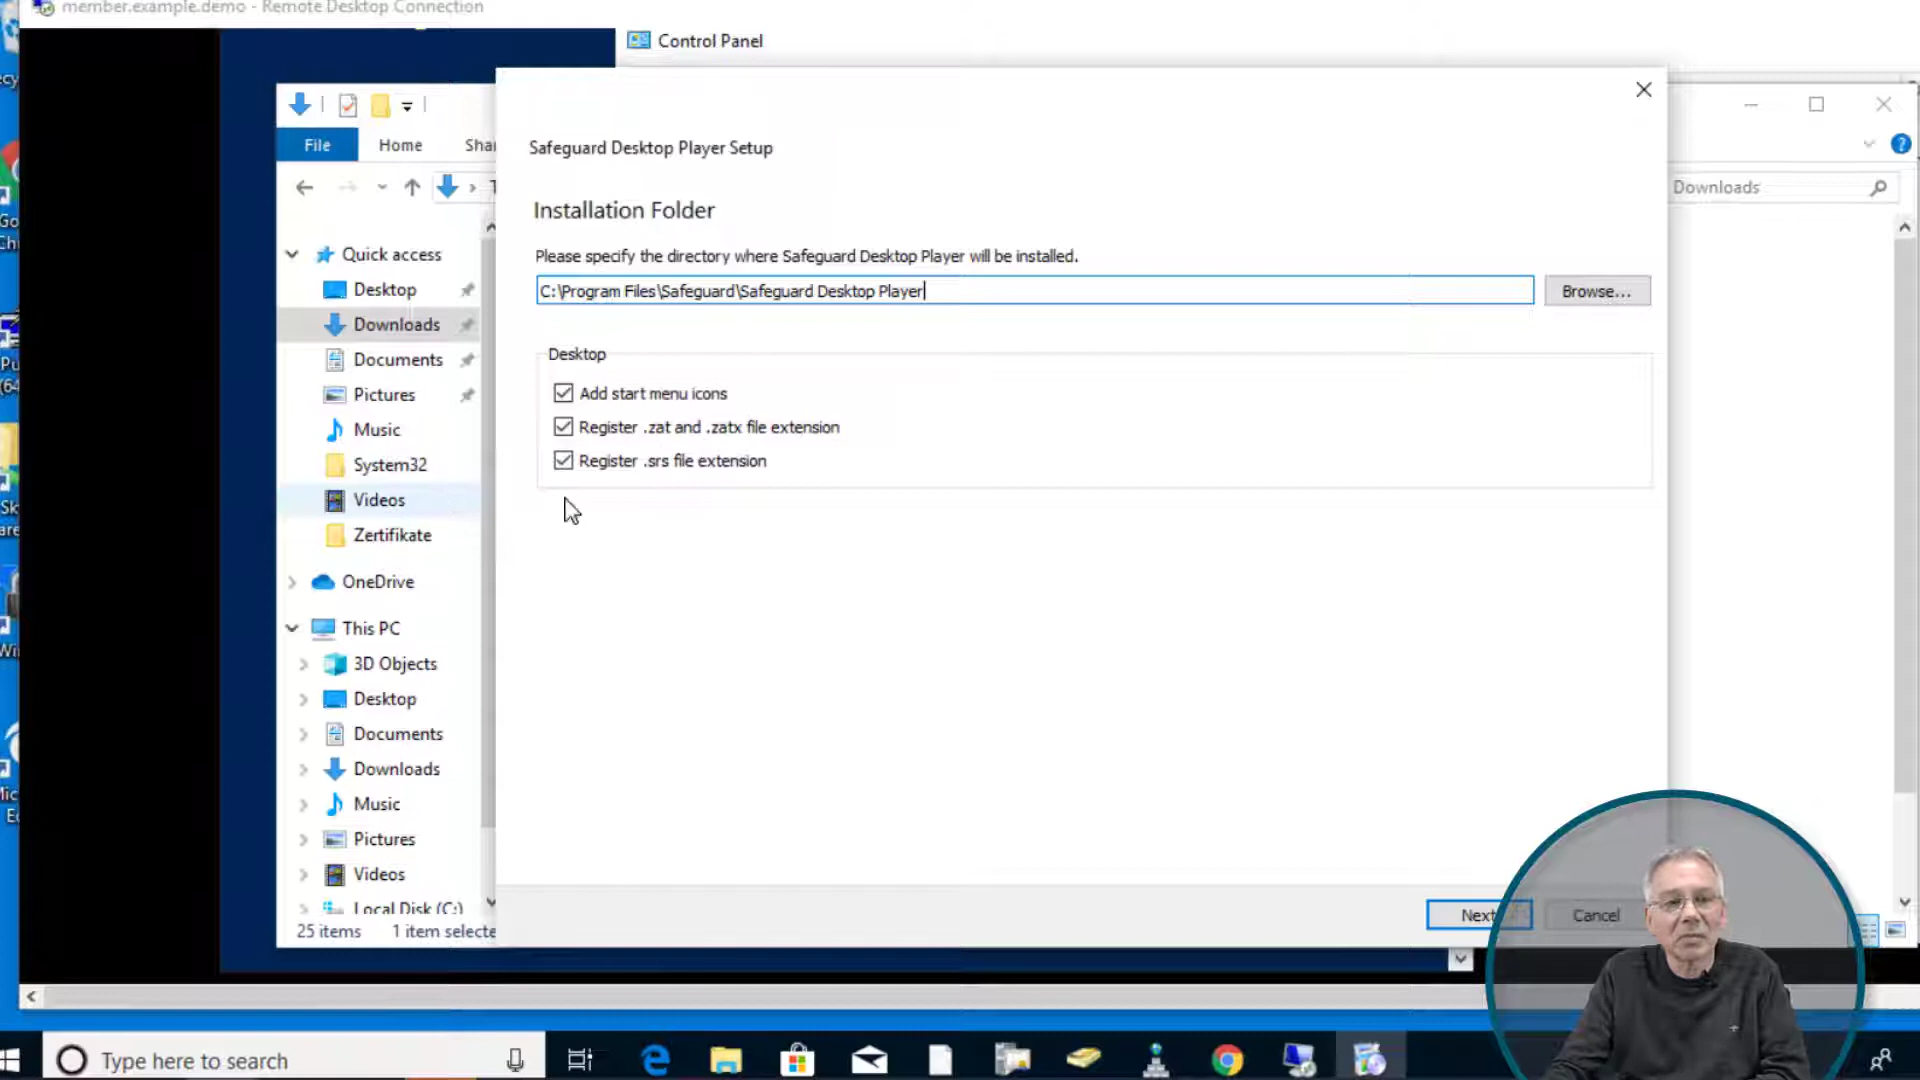 member.example.demo - Remote Desktop Connection
Control Panel
File Home
Safeguard Desktop Player Setup
Downloads
Installation Folder
Please specify the directory where Safeguard Desktop Player will be installed.
C:\Program Files\Safeguard\Safeguard Desktop Player
Browse...
Desktop
Add start menu icons
Register .zat and .zatx file extension
Register .srs file extension
Quick access
Desktop
Downloads
Documents
Pictures
Music
System32
Videos
Zertifikate
OneDrive
This PC
3D Objects
Desktop
Documents
Downloads
Music
Pictures
Videos
Local Disk (C:)
25 items 1 item selecte
Next
Cancel
Type here to search